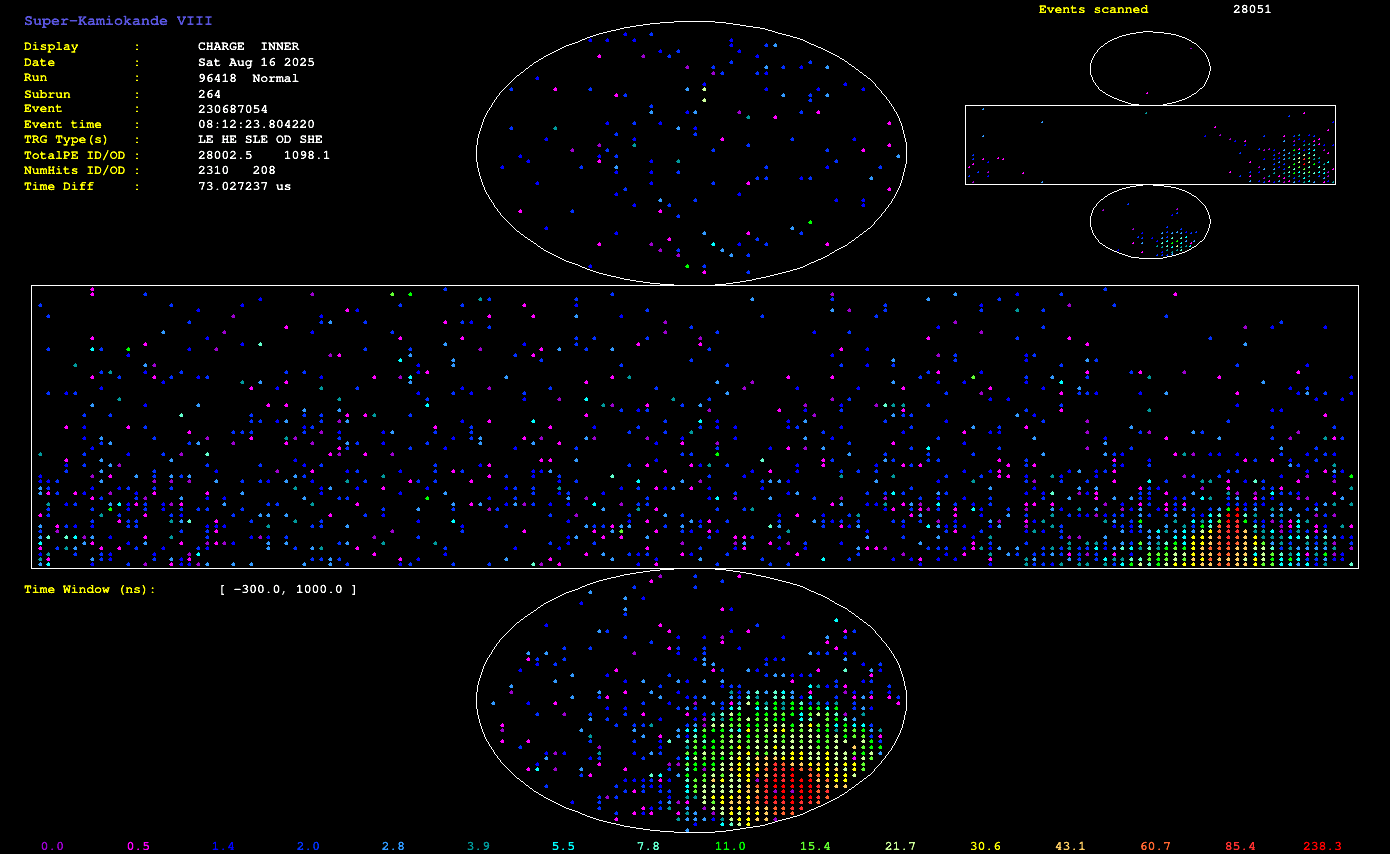 Super-Kamiokande VIII
Events scanned 28051
Display : CHARGE INNER
Date : Sat Aug 16 2025
Run : 96418 Normal
Subrun : 264
Event : 230687054
Event time : 08:12:23.804220
TRG Type(s) : LE HE SLE OD SHE
TotalPE ID/OD : 28002.5 1098.1
NumHits ID/OD : 2310 208
Time Diff : 73.027237 us
Time Window (ns): [ -300.0, 1000.0 ]
0.0 0.5 1.4 2.0 2.8 3.9 5.5 7.8 11.0 15.4 21.7 30.6 43.1 60.7 85.4 238.3